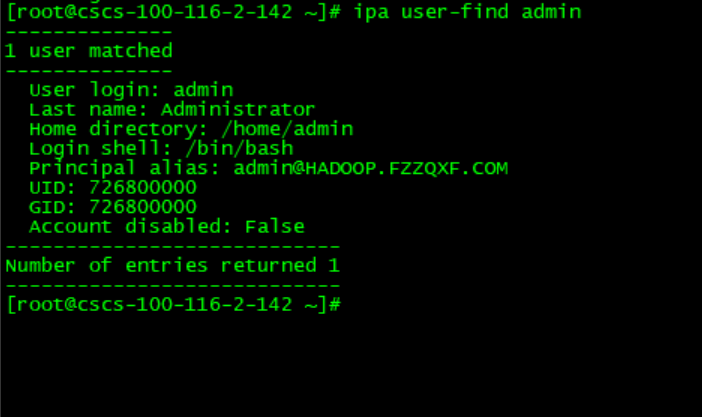 [root@cscs-100-116-2-142 ~]# ipa user-find admin
--------------
1 user matched
--------------
  User login: admin
  Last name: Administrator
  Home directory: /home/admin
  Login shell: /bin/bash
  Principal alias: admin@HADOOP.FZZQXF.COM
  UID: 726800000
  GID: 726800000
  Account disabled: False
----------------------------
Number of entries returned 1
----------------------------
[root@cscs-100-116-2-142 ~]#